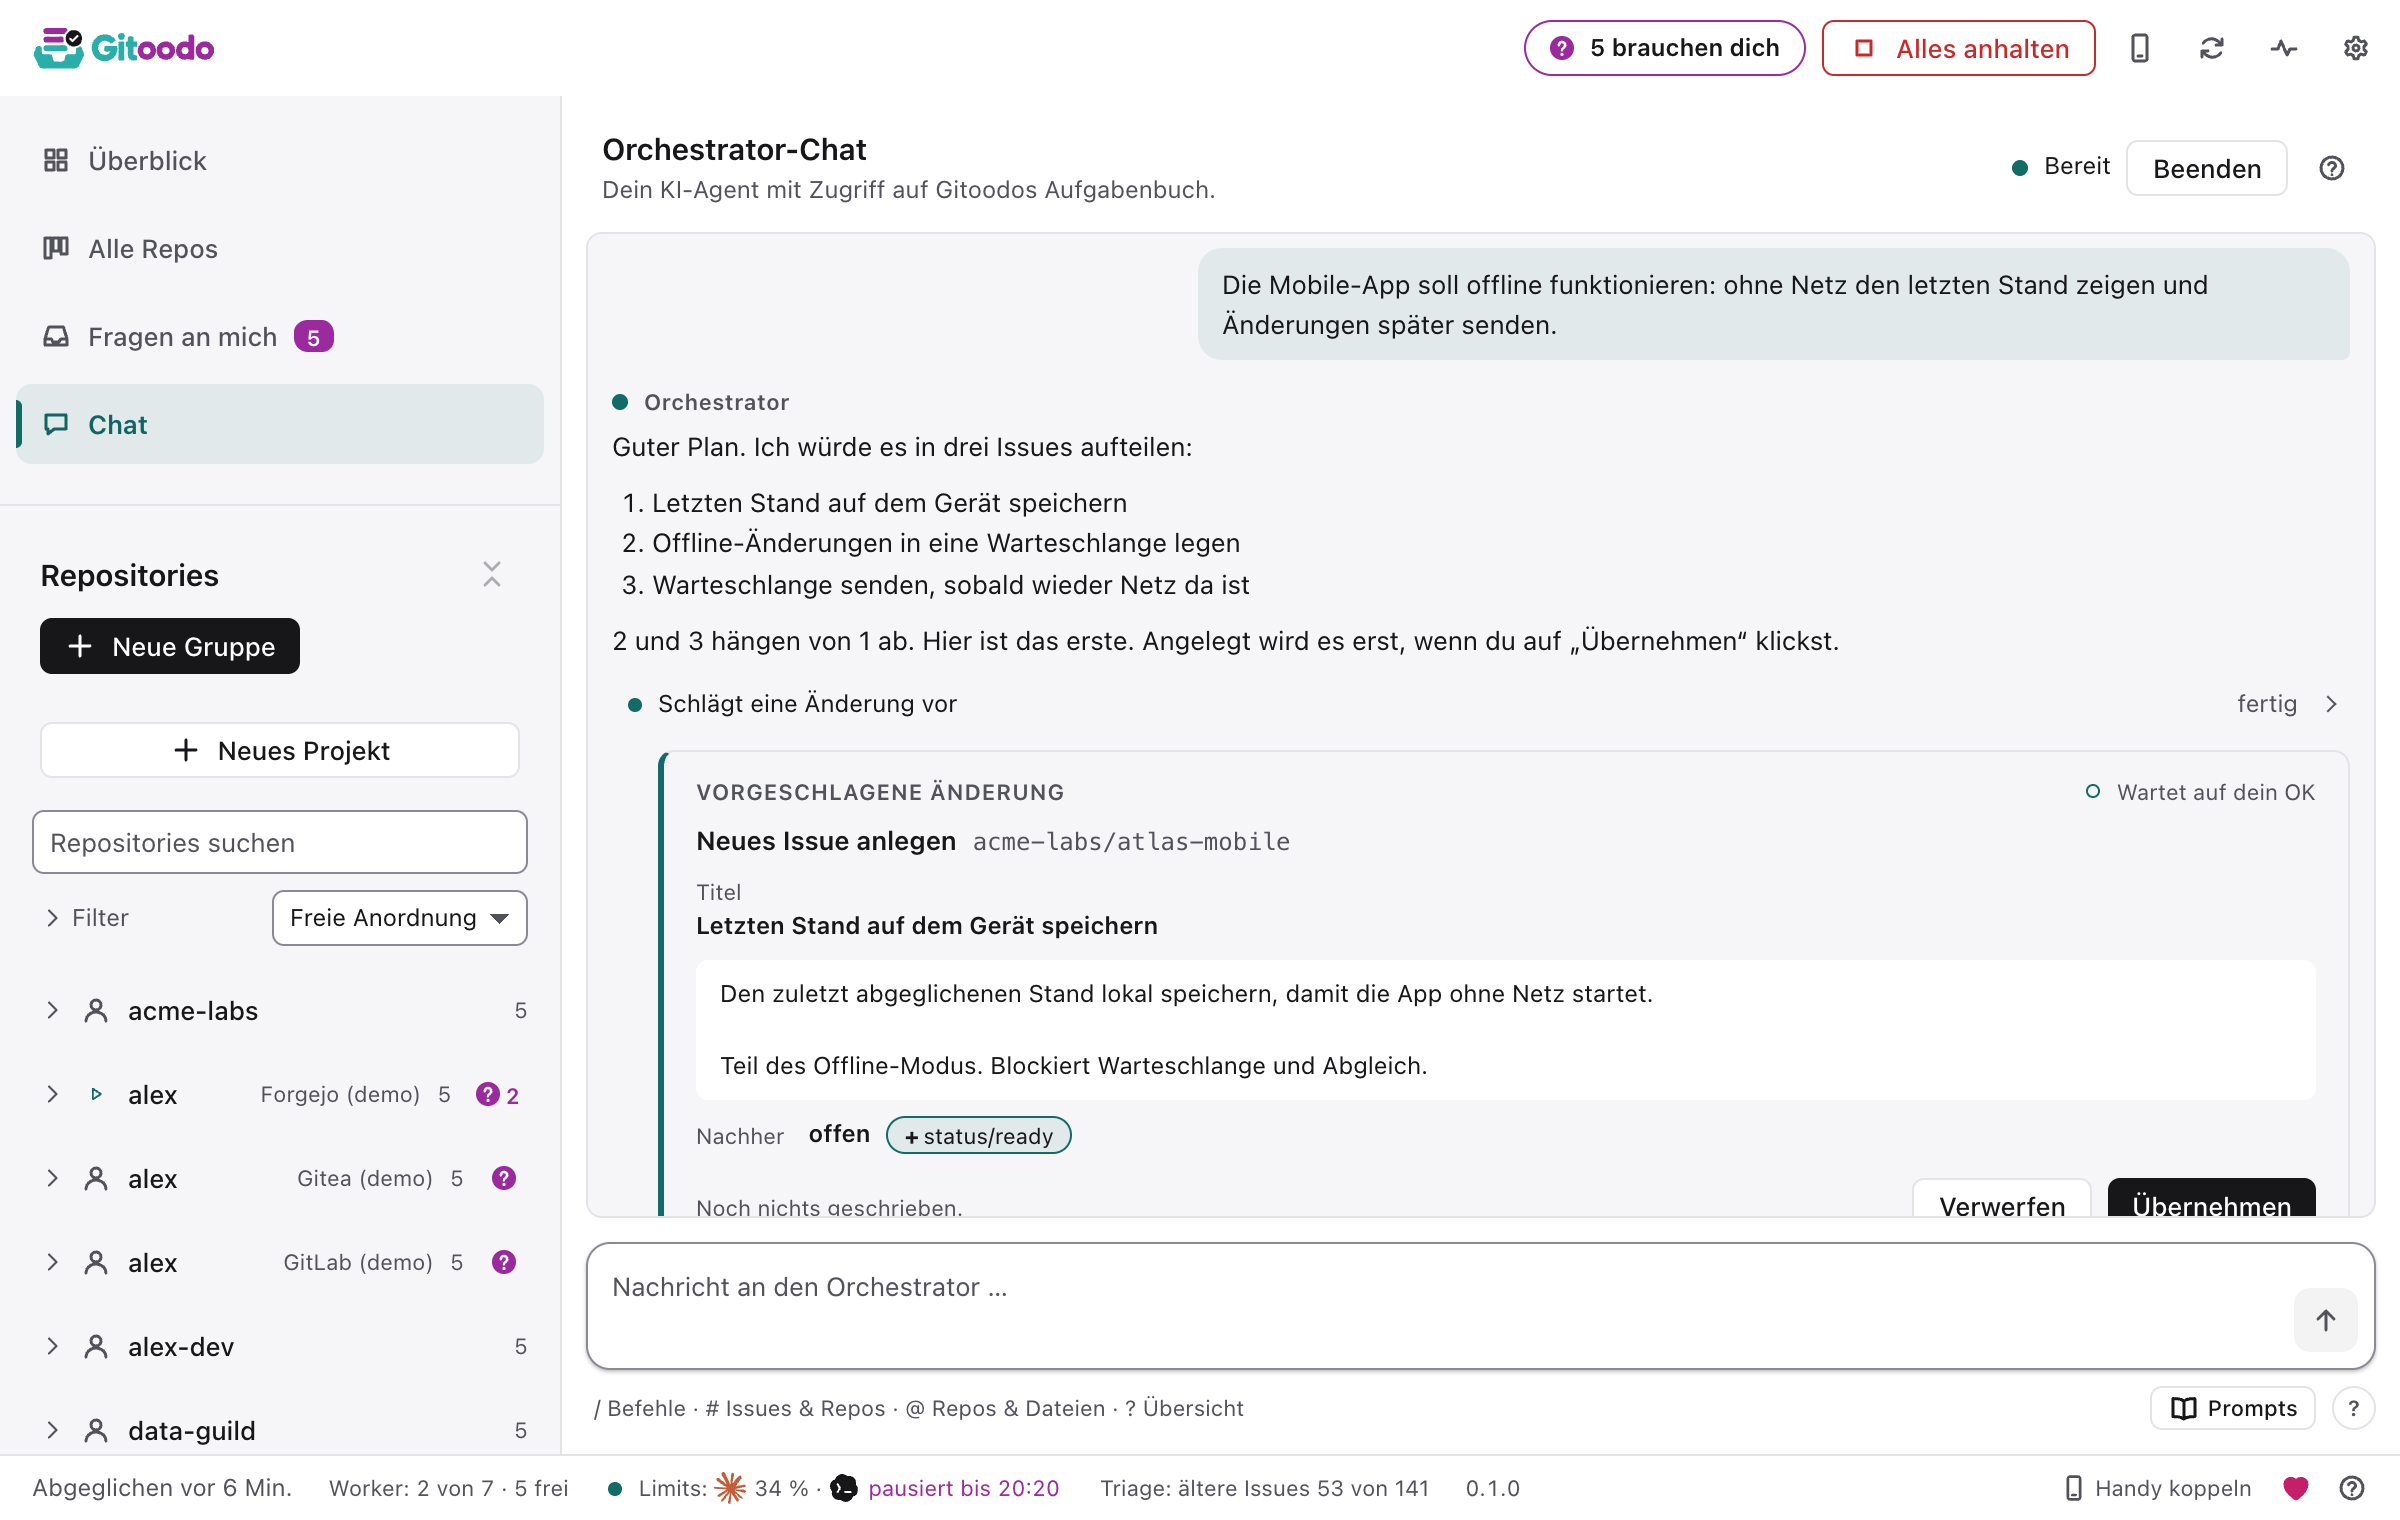 Gitoodo
5 brauchen dich
Alles anhalten
Überblick
Alle Repos
Fragen an mich 5
Chat
Repositories
Neue Gruppe
Neues Projekt
Repositories suchen
Filter
Freie Anordnung
acme-labs 5
alex Forgejo (demo) 5 ? 2
alex Gitea (demo) 5 ?
alex GitLab (demo) 5 ?
alex-dev 5
data-guild 5
Orchestrator-Chat
Dein KI-Agent mit Zugriff auf Gitoodos Aufgabenbuch.
Bereit
Beenden
Die Mobile-App soll offline funktionieren: ohne Netz den letzten Stand zeigen und
Änderungen später senden.
Orchestrator
Guter Plan. Ich würde es in drei Issues aufteilen:
1. Letzten Stand auf dem Gerät speichern
2. Offline-Änderungen in eine Warteschlange legen
3. Warteschlange senden, sobald wieder Netz da ist
2 und 3 hängen von 1 ab. Hier ist das erste. Angelegt wird es erst, wenn du auf „Übernehmen“ klickst.
Schlägt eine Änderung vor
fertig
VORGESCHLAGENE ÄNDERUNG
Wartet auf dein OK
Neues Issue anlegen acme-labs/atlas-mobile
Titel
Letzten Stand auf dem Gerät speichern
Den zuletzt abgeglichenen Stand lokal speichern, damit die App ohne Netz startet.
Teil des Offline-Modus. Blockiert Warteschlange und Abgleich.
Nachher offen + status/ready
Noch nichts geschrieben.
Verwerfen
Übernehmen
Nachricht an den Orchestrator ...
/ Befehle · # Issues & Repos · @ Repos & Dateien · ? Übersicht
Prompts
?
Abgeglichen vor 6 Min.
Worker: 2 von 7 · 5 frei
Limits: 34 % · pausiert bis 20:20
Triage: ältere Issues 53 von 141
0.1.0
Handy koppeln